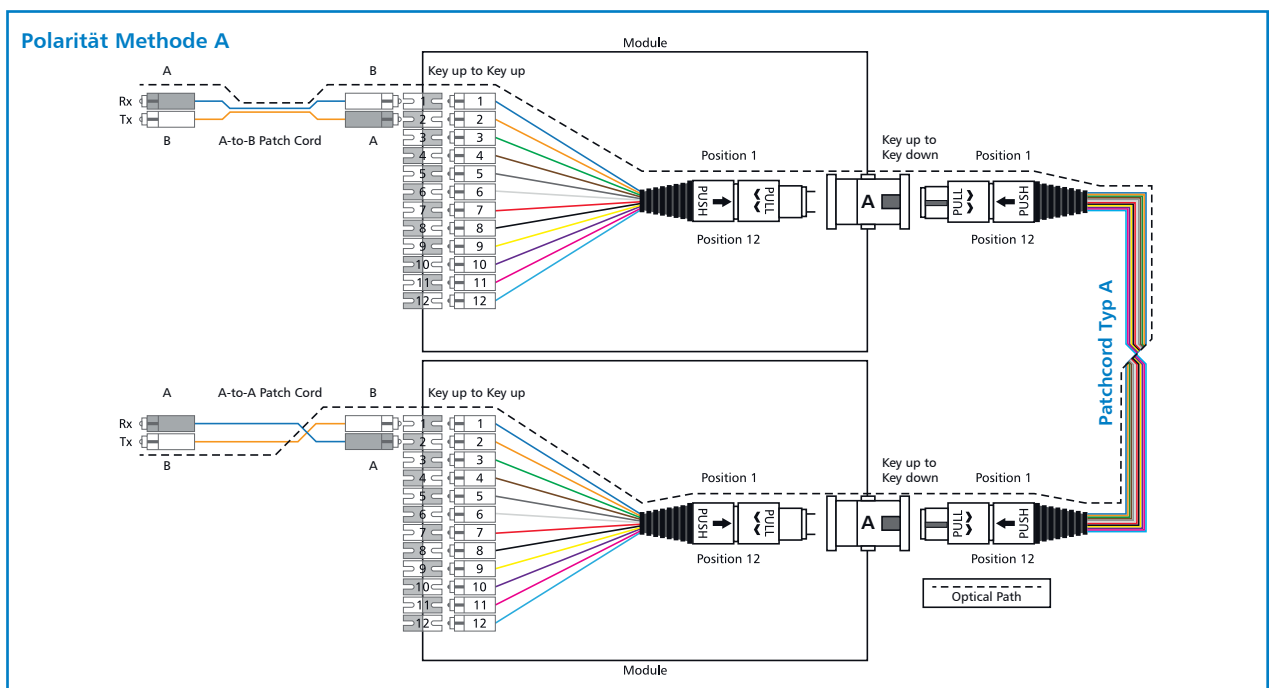 Polarität Methode A
Module
A
B
Key up to Key up
Rx
Tx
B
A-to-B Patch Cord
A
1 1
2 2
3 3
4 4
5 5
6 6
7 7
8 8
9 9
10 10
11 11
12 12
Position 1
PUSH
PULL
Position 12
Key up to
Key down
A
Position 1
PULL
PUSH
Position 12
Patchcord Typ A
A
A-to-A Patch Cord
B
Key up to Key up
Rx
Tx
B
A
1 1
2 2
3 3
4 4
5 5
6 6
7 7
8 8
9 9
10 10
11 11
12 12
Position 1
PUSH
PULL
Position 12
Key up to
Key down
A
Position 1
PULL
PUSH
Position 12
Optical Path
Module